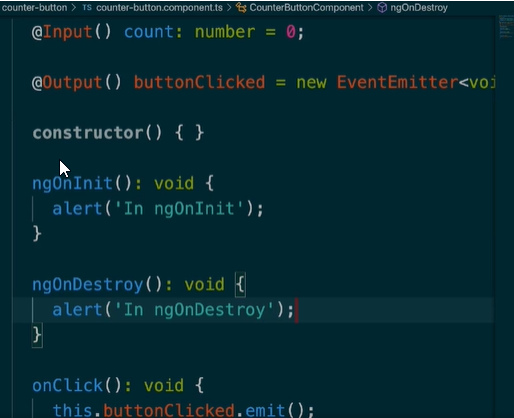 counter-button > TS counter-button.component.ts > CounterButtonComponent > ngOnDestroy
@Input() count: number = 0;
@Output() buttonClicked = new EventEmitter<voi
constructor() { }
ngOnInit(): void {
alert('In ngOnInit');
}
ngOnDestroy(): void {
alert('In ngOnDestroy');
}
onClick(): void {
this.buttonClicked.emit();